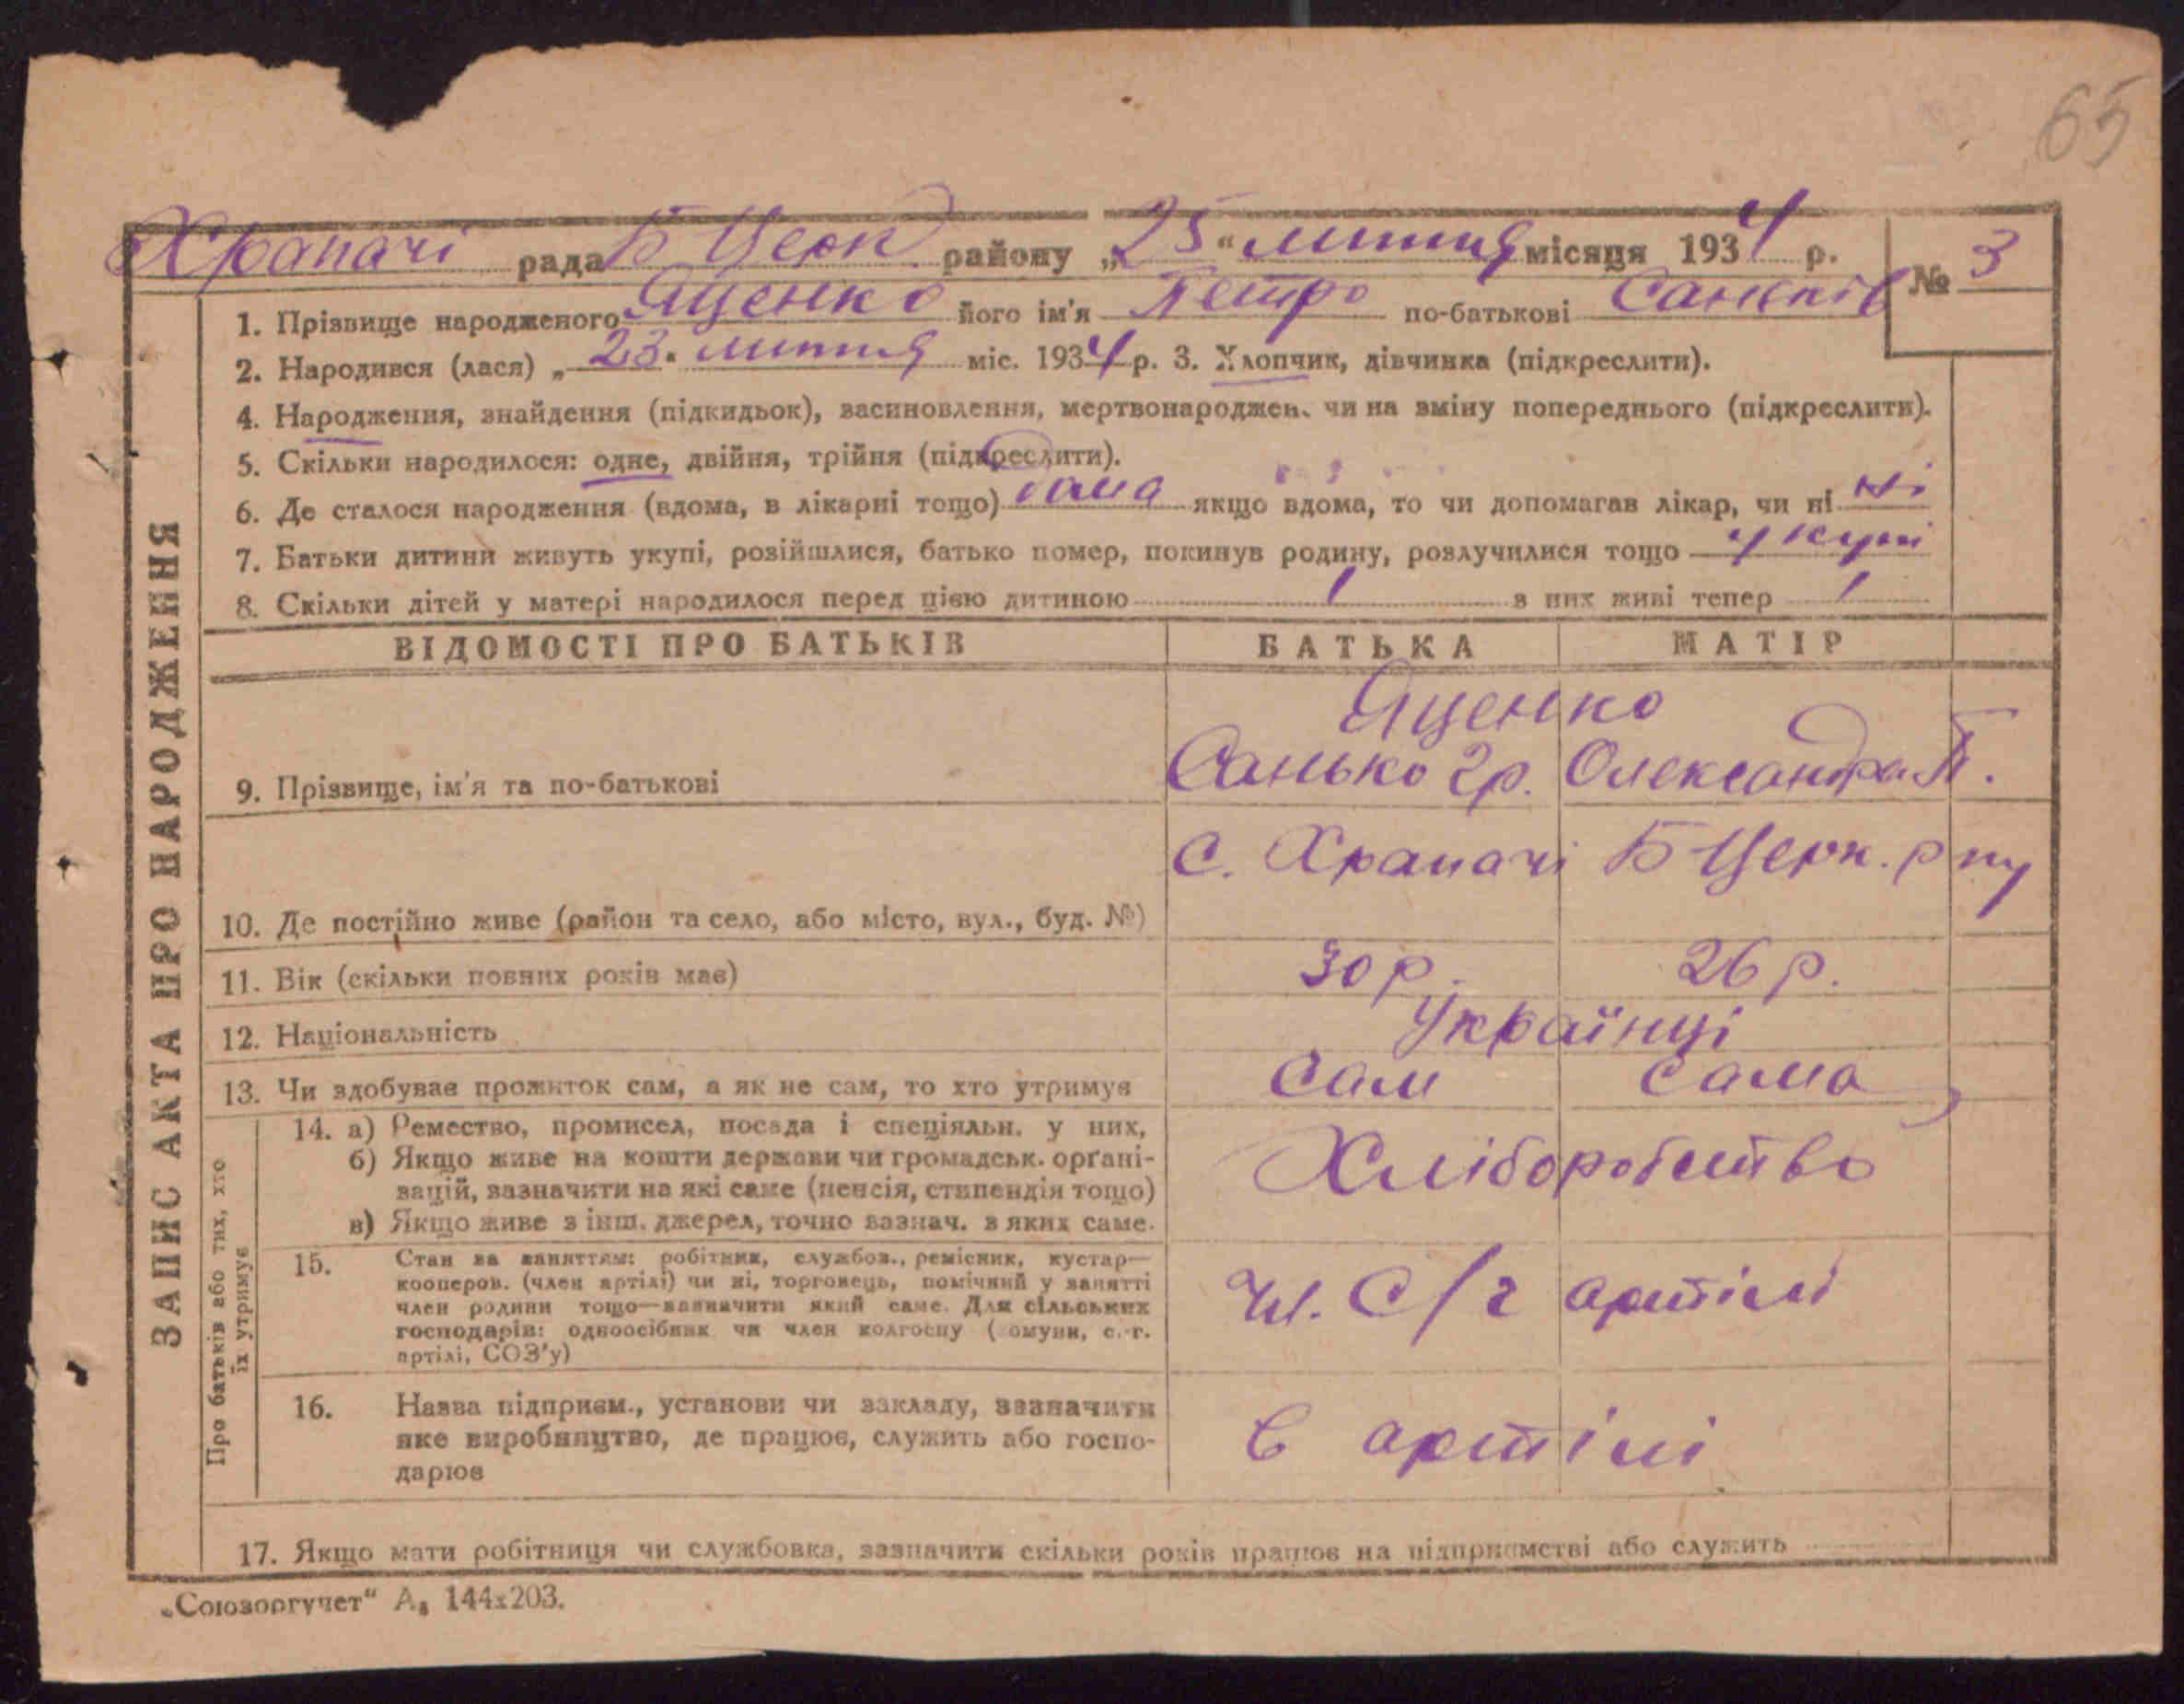 65
Храпачі рада Б Церк району „25“ липня місяця 1934 р. № 3
1. Прізвище народженого Яценко його ім'я Петро по-батькові Саньків
2. Народився (лася) „23“ липня міс. 1934 р. 3. Хлопчик, дівчинка (підкреслити).
4. Народження, знайдення (підкидьок), засиновлення, мертвонароджен. чи на зміну попереднього (підкреслити).
5. Скільки народилося: одне, двійня, трійня (підкреслити).
6. Де сталося народження (вдома, в лікарні тощо) якщо вдома, то чи допомагав лікар, чи ні ні
7. Батьки дитини живуть укупі, розійшлися, батько помер, покинув родину, розлучилися тощо укупі
8. Скільки дітей у матері народилося перед цією дитиною 1 з них живі тепер 1
ЗАПИС АКТА ПРО НАРОДЖЕННЯ
ВІДОМОСТІ ПРО БАТЬКІВ БАТЬКА МАТІР
Яценко
9. Прізвище, ім'я та по-батькові Санько Гр. Олександра П.
с. Храпачі Б Церк. р ну
10. Де постійно живе (район та село, або місто, вул., буд. №)
11. Вік (скільки повних років має) 30 р. 26 р.
12. Національність Українці
13. Чи здобуває прожиток сам, а як не сам, то хто утримує сам сама
Про батьків або тих, хто
їх утримує
14. а) Ремество, промисел, посада і спеціяльн. у них,
б) Якщо живе на кошти держави чи громадськ. орґані-
зацій, зазначити на які саме (пенсія, стипендія тощо)
в) Якщо живе з інш. джерел, точно зазнач. з яких саме.
Хліборобство
15. Стан за заняттям: робітник, службов., ремісник, кустар—
кооперов. (член артілі) чи ні, торговець, помічний у занятті
член родини тощо—зазначити який саме. Для сільських
господарів: одноосібник чи член колгоспу (комуни, с.-г.
артілі, СОЗ'у)
чл. С/г артілі
16. Назва підприєм., установи чи закладу, зазначити
яке виробництво, де працює, служить або госпо-
дарює
в артілі
17. Якщо мати робітниця чи службовка, зазначити скільки років працює на підприємстві або служить
„Союзоргучет“ А₅ 144x203.